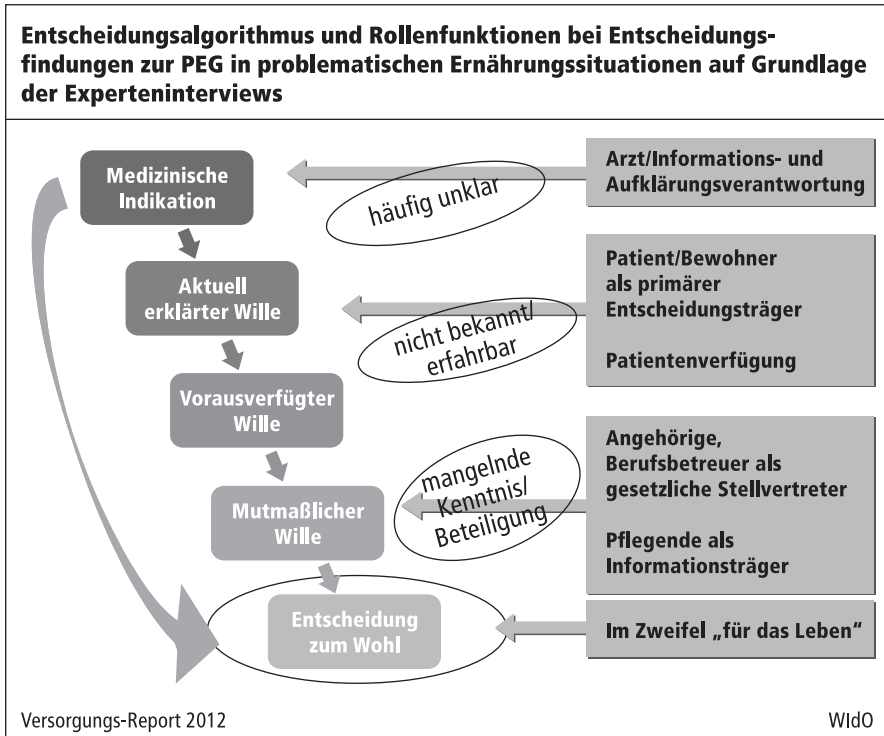 Entscheidungsalgorithmus und Rollenfunktionen bei Entscheidungs-
findungen zur PEG in problematischen Ernährungssituationen auf Grundlage
der Experteninterviews
Medizinische
Indikation
häufig unklar
Arzt/Informations- und
Aufklärungsverantwortung
Aktuell
erklärter Wille
nicht bekannt/
erfahrbar
Patient/Bewohner
als primärer
Entscheidungsträger
Patientenverfügung
Vorausverfügter
Wille
Mutmaßlicher
Wille
mangelnde
Kenntnis/
Beteiligung
Angehörige,
Berufsbetreuer als
gesetzliche Stellvertreter
Pflegende als
Informationsträger
Entscheidung
zum Wohl
Im Zweifel „für das Leben“
Versorgungs-Report 2012
WIdO